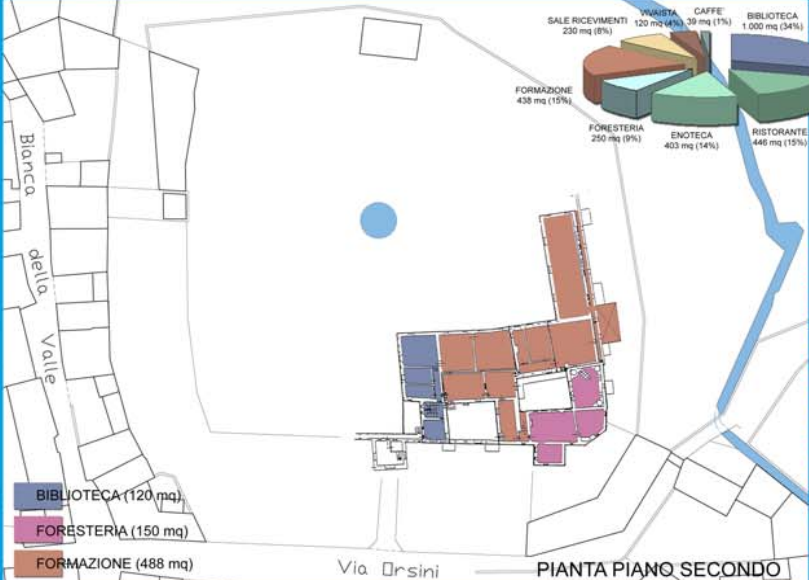 SALE RICEVIMENTI
230 mq (8%)
VIVAISTA
120 mq (4%)
CAFFE'
39 mq (1%)
BIBLIOTECA
1.000 mq (34%)
FORMAZIONE
438 mq (15%)
FORESTERIA
250 mq (9%)
ENOTECA
403 mq (14%)
RISTORANTE
446 mq (15%)
Bianca della Valle
BIBLIOTECA (120 mq)
FORESTERIA (150 mq)
FORMAZIONE (488 mq)
Via Orsini
PIANTA PIANO SECONDO